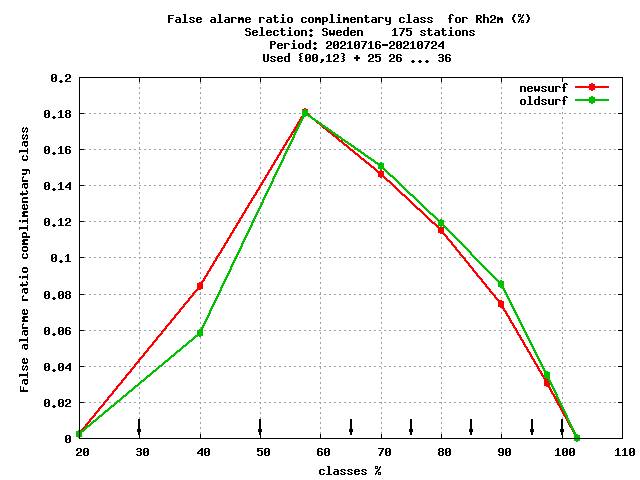 False alarme ratio complimentary class  for Rh2m (%)
Selection: Sweden    175 stations
Period: 20210716-20210724
Used {00,12} + 25 26 ... 36
newsurf
oldsurf
False alarme ratio complimentary class
0,2
0,18
0,16
0,14
0,12
0,1
0,08
0,06
0,04
0,02
0
20 30 40 50 60 70 80 90 100 110
classes %